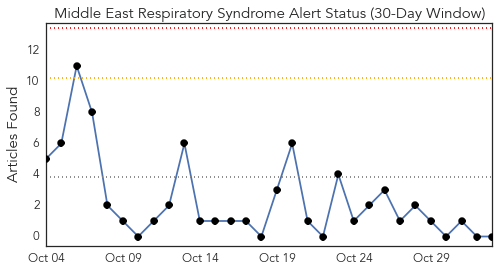 Middle East Respiratory Syndrome Alert Status (30-Day Window)
Articles Found
12
10
8
6
4
2
0
Oct 04 Oct 09 Oct 14 Oct 19 Oct 24 Oct 29